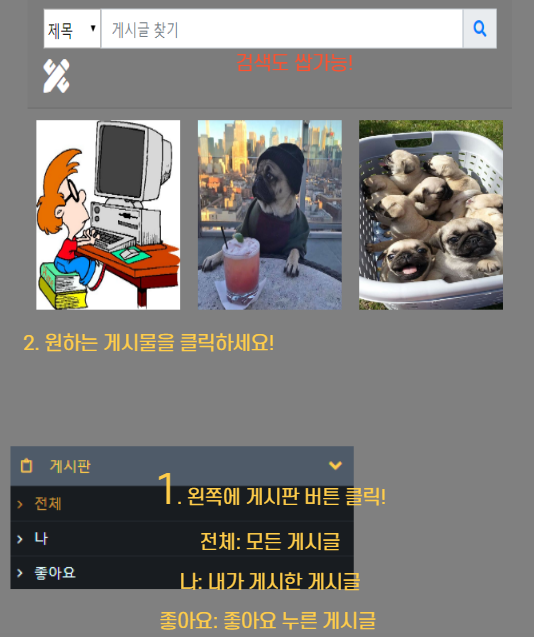 제목
게시글 찾기
검색도 쌉가능!
2. 원하는 게시물을 클릭하세요!
게시판
1. 왼쪽에 게시판 버튼 클릭!
전체
전체: 모든 게시글
나
나: 내가 게시한 게시글
좋아요
좋아요: 좋아요 누른 게시글